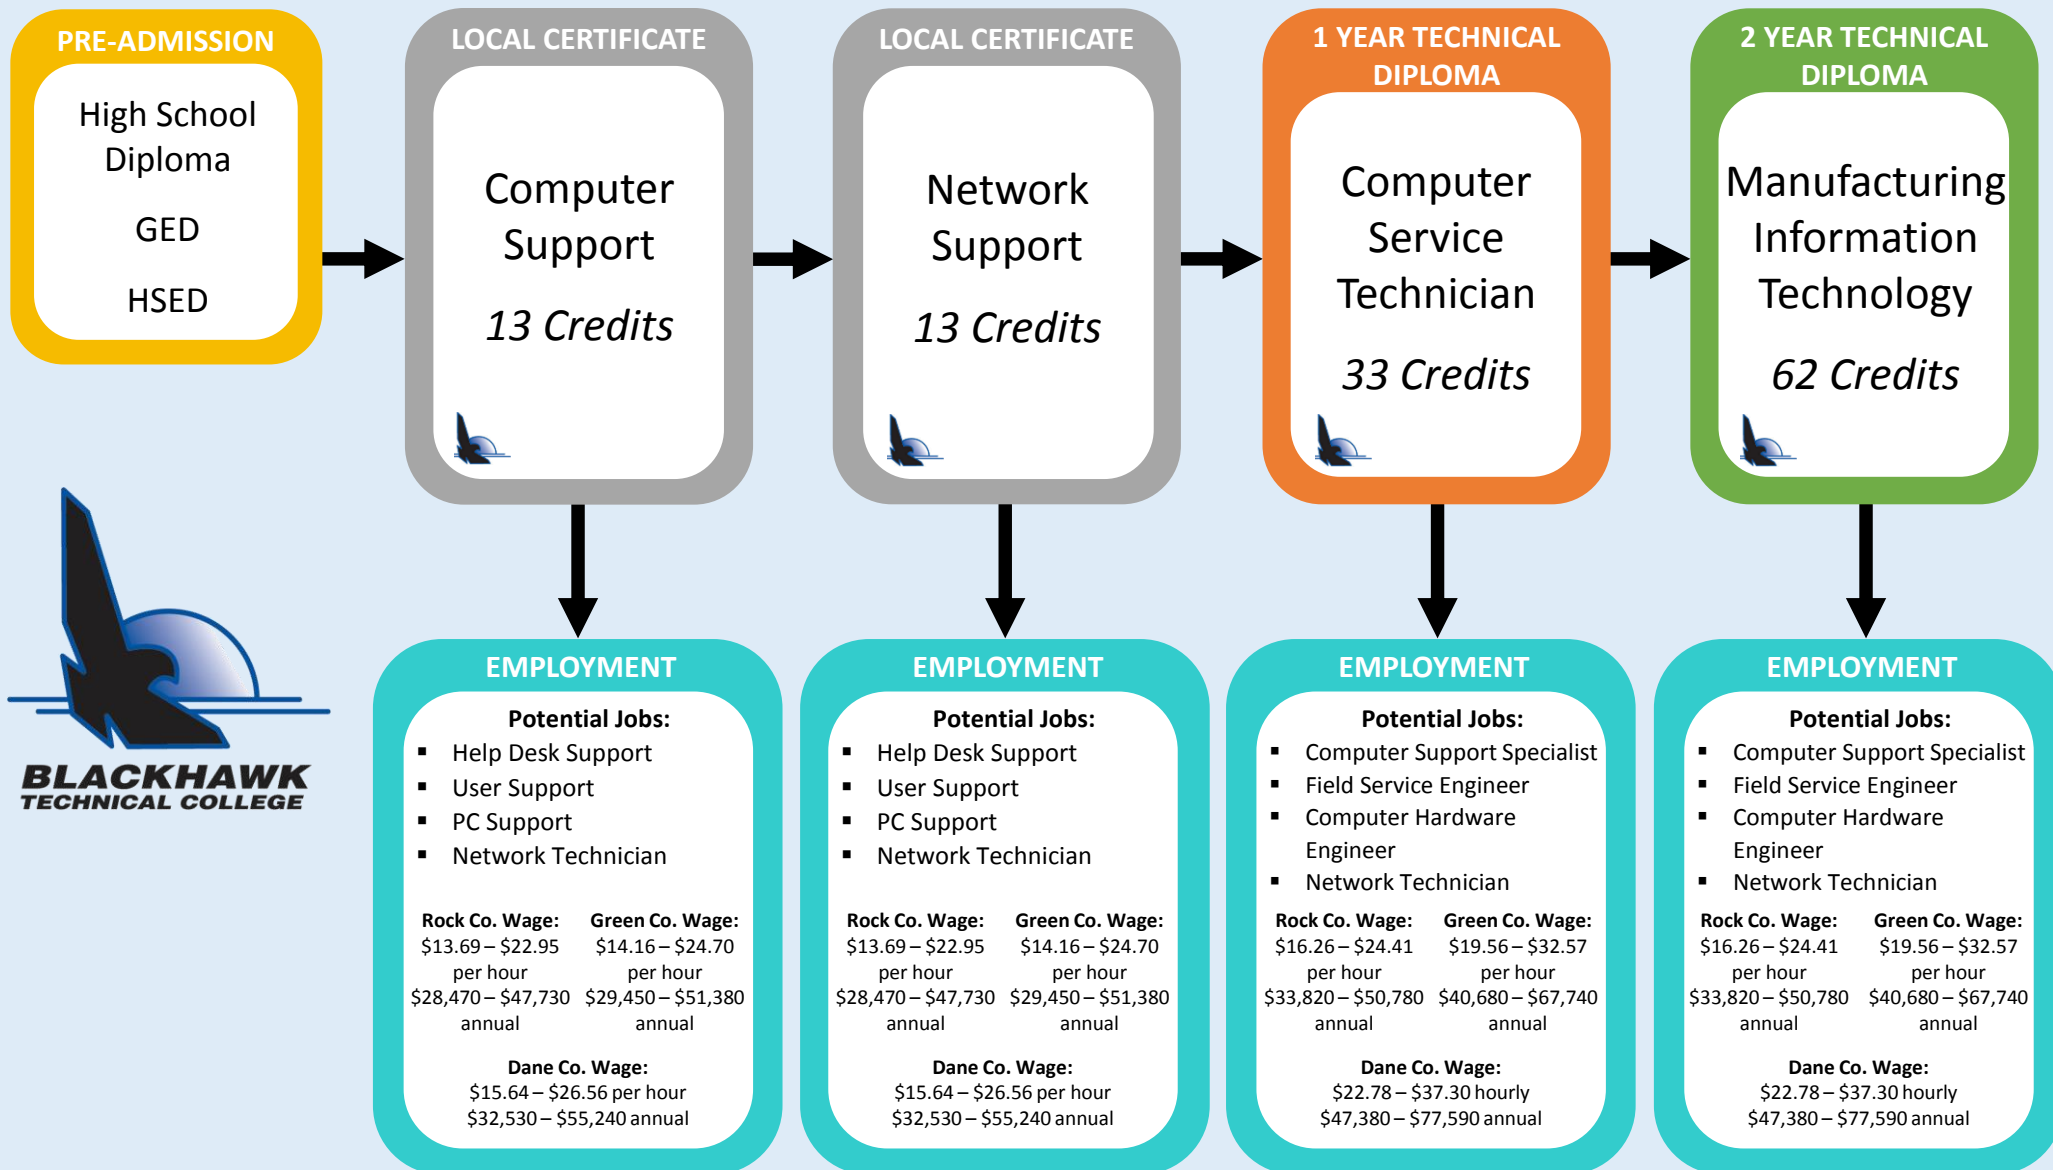 PRE-ADMISSION
High School
Diploma
GED
HSED
LOCAL CERTIFICATE
Computer
Support
13 Credits
LOCAL CERTIFICATE
Network
Support
13 Credits
1 YEAR TECHNICAL
DIPLOMA
Computer
Service
Technician
33 Credits
2 YEAR TECHNICAL
DIPLOMA
Manufacturing
Information
Technology
62 Credits
BLACKHAWK
TECHNICAL COLLEGE
EMPLOYMENT
Potential Jobs:
▪ Help Desk Support
▪ User Support
▪ PC Support
▪ Network Technician
Rock Co. Wage:
$13.69 – $22.95
per hour
$28,470 – $47,730
annual
Green Co. Wage:
$14.16 – $24.70
per hour
$29,450 – $51,380
annual
Dane Co. Wage:
$15.64 – $26.56 per hour
$32,530 – $55,240 annual
EMPLOYMENT
Potential Jobs:
▪ Help Desk Support
▪ User Support
▪ PC Support
▪ Network Technician
Rock Co. Wage:
$13.69 – $22.95
per hour
$28,470 – $47,730
annual
Green Co. Wage:
$14.16 – $24.70
per hour
$29,450 – $51,380
annual
Dane Co. Wage:
$15.64 – $26.56 per hour
$32,530 – $55,240 annual
EMPLOYMENT
Potential Jobs:
▪ Computer Support Specialist
▪ Field Service Engineer
▪ Computer Hardware
Engineer
▪ Network Technician
Rock Co. Wage:
$16.26 – $24.41
per hour
$33,820 – $50,780
annual
Green Co. Wage:
$19.56 – $32.57
per hour
$40,680 – $67,740
annual
Dane Co. Wage:
$22.78 – $37.30 hourly
$47,380 – $77,590 annual
EMPLOYMENT
Potential Jobs:
▪ Computer Support Specialist
▪ Field Service Engineer
▪ Computer Hardware
Engineer
▪ Network Technician
Rock Co. Wage:
$16.26 – $24.41
per hour
$33,820 – $50,780
annual
Green Co. Wage:
$19.56 – $32.57
per hour
$40,680 – $67,740
annual
Dane Co. Wage:
$22.78 – $37.30 hourly
$47,380 – $77,590 annual